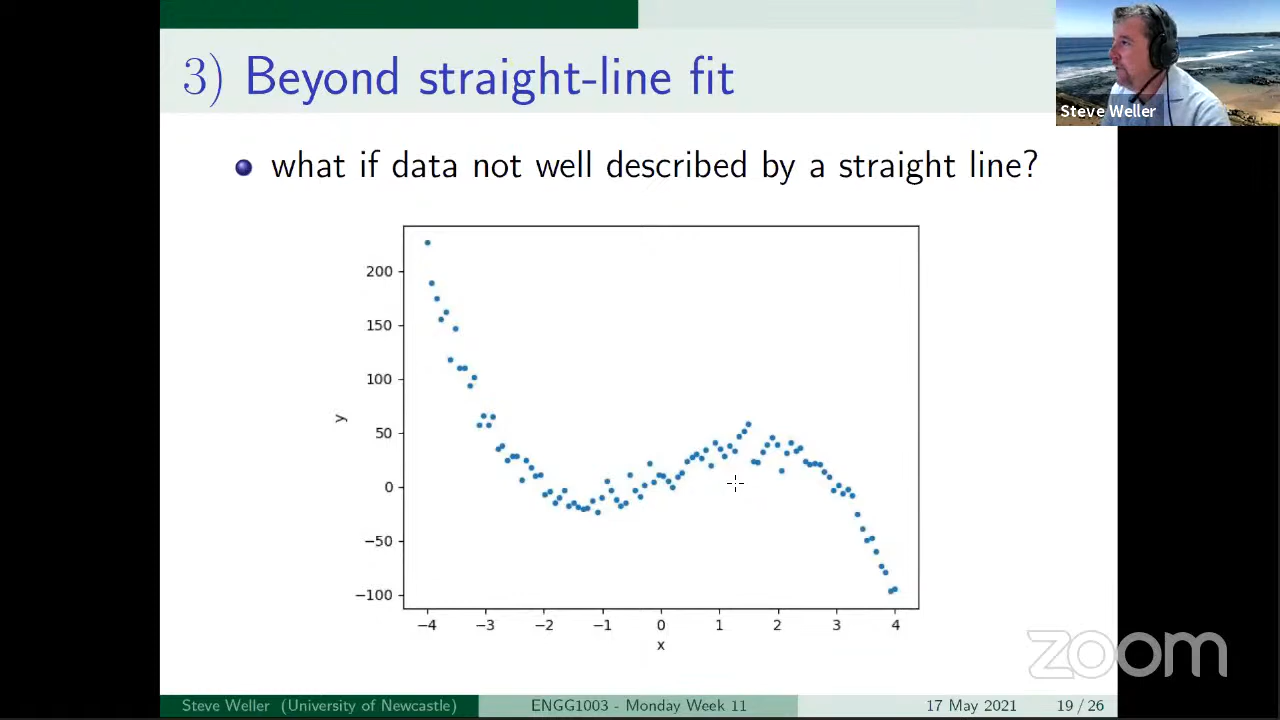 3) Beyond straight-line fit
Steve Weller
what if data not well described by a straight line?
200
150
100
50
0
−50
−100
y
−4 −3 −2 −1 0 1 2 3 4
x
zoom
Steve Weller (University of Newcastle) ENGG1003 - Monday Week 11 17 May 2021 19 / 26